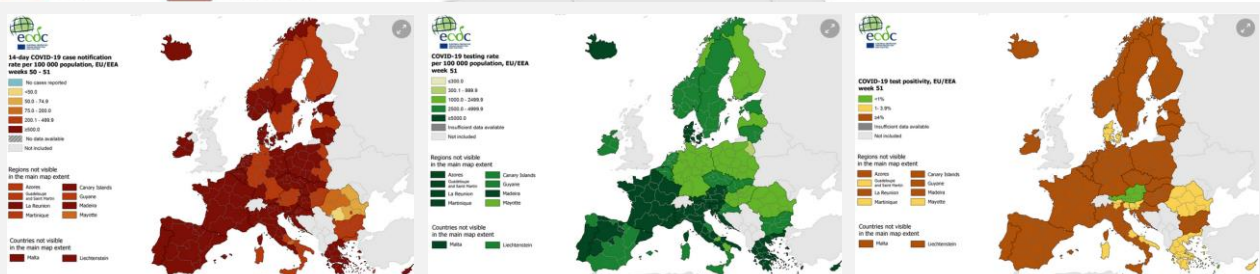 ecdc
14-day COVID-19 case notification
rate per 100 000 population, EU/EEA
weeks 50 - 51
No cases reported
<50.0
50.0 - 74.9
75.0 - 200.0
200.1 - 499.9
≥500.0
No data available
Not included
Regions not visible
in the main map extent
Azores
Canary Islands
Guadeloupe
and Saint Martin
Guyane
La Reunion
Madeira
Martinique
Mayotte
Countries not visible
in the main map extent
Malta
Liechtenstein
ecdc
COVID-19 testing rate
per 100 000 population, EU/EEA
week 51
1000.0 - 2499.9
2500.0 - 4999.9
≥5000.0
Insufficient data available
Not included
Regions not visible
in the main map extent
Azores
Canary Islands
Guadeloupe
and Saint Martin
Guyane
La Reunion
Madeira
Martinique
Mayotte
Countries not visible
in the main map extent
Malta
Liechtenstein
ecdc
COVID-19 test positivity, EU/EEA
week 51
<1%
1- 3.9%
≥4%
Insufficient data available
Not included
Regions not visible
in the main map extent
Azores
Canary Islands
Guadeloupe
and Saint Martin
Guyane
La Reunion
Madeira
Martinique
Mayotte
Countries not visible
in the main map extent
Malta
Liechtenstein